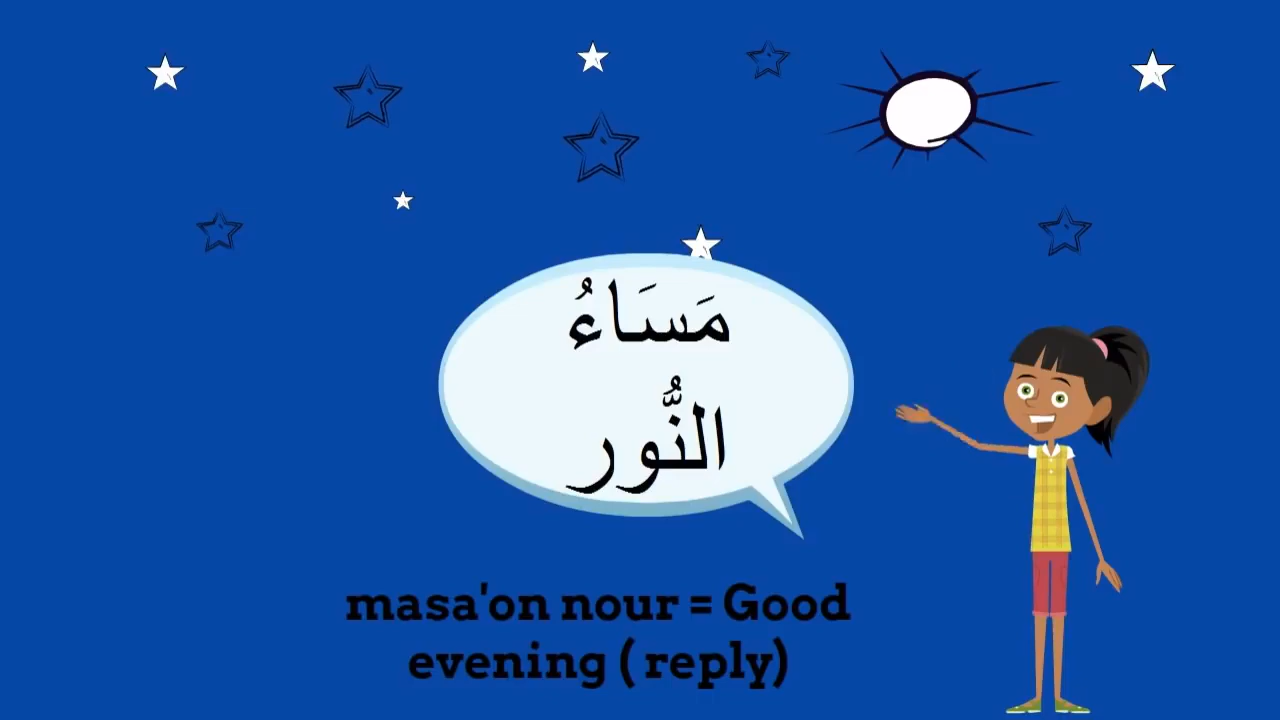 مَسَاءُ
النُّور
masa'on nour = Good
evening ( reply)